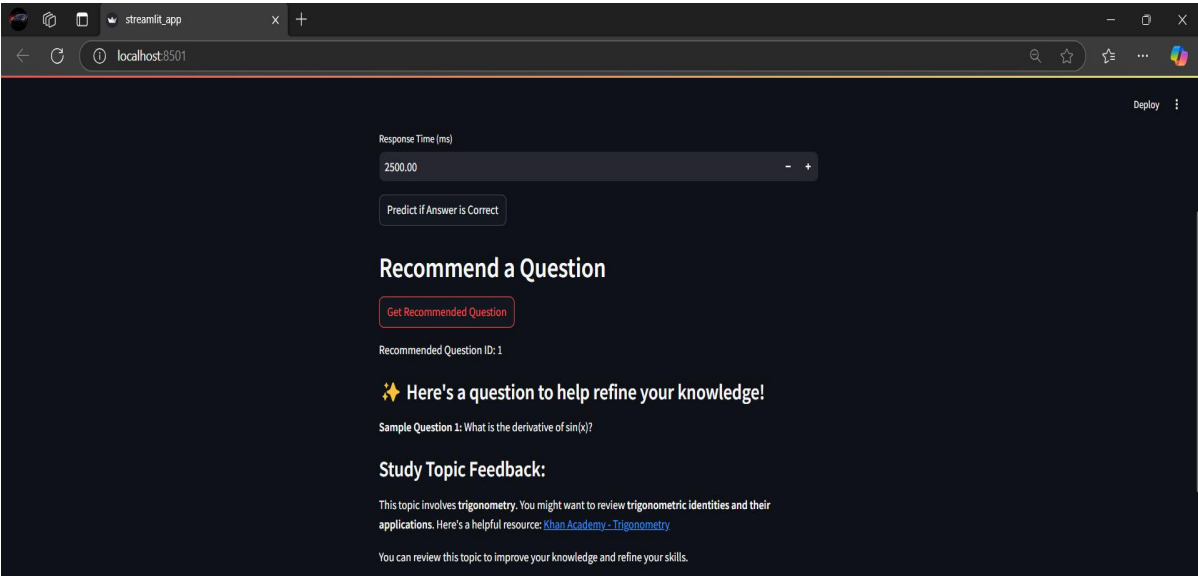 streamlit_app
localhost:8501
Deploy
Response Time (ms)
2500.00
Predict if Answer is Correct
Recommend a Question
Get Recommended Question
Recommended Question ID: 1
✨ Here's a question to help refine your knowledge!
Sample Question 1: What is the derivative of sin(x)?
Study Topic Feedback:
This topic involves trigonometry. You might want to review trigonometric identities and their
applications. Here's a helpful resource: Khan Academy - Trigonometry
You can review this topic to improve your knowledge and refine your skills.